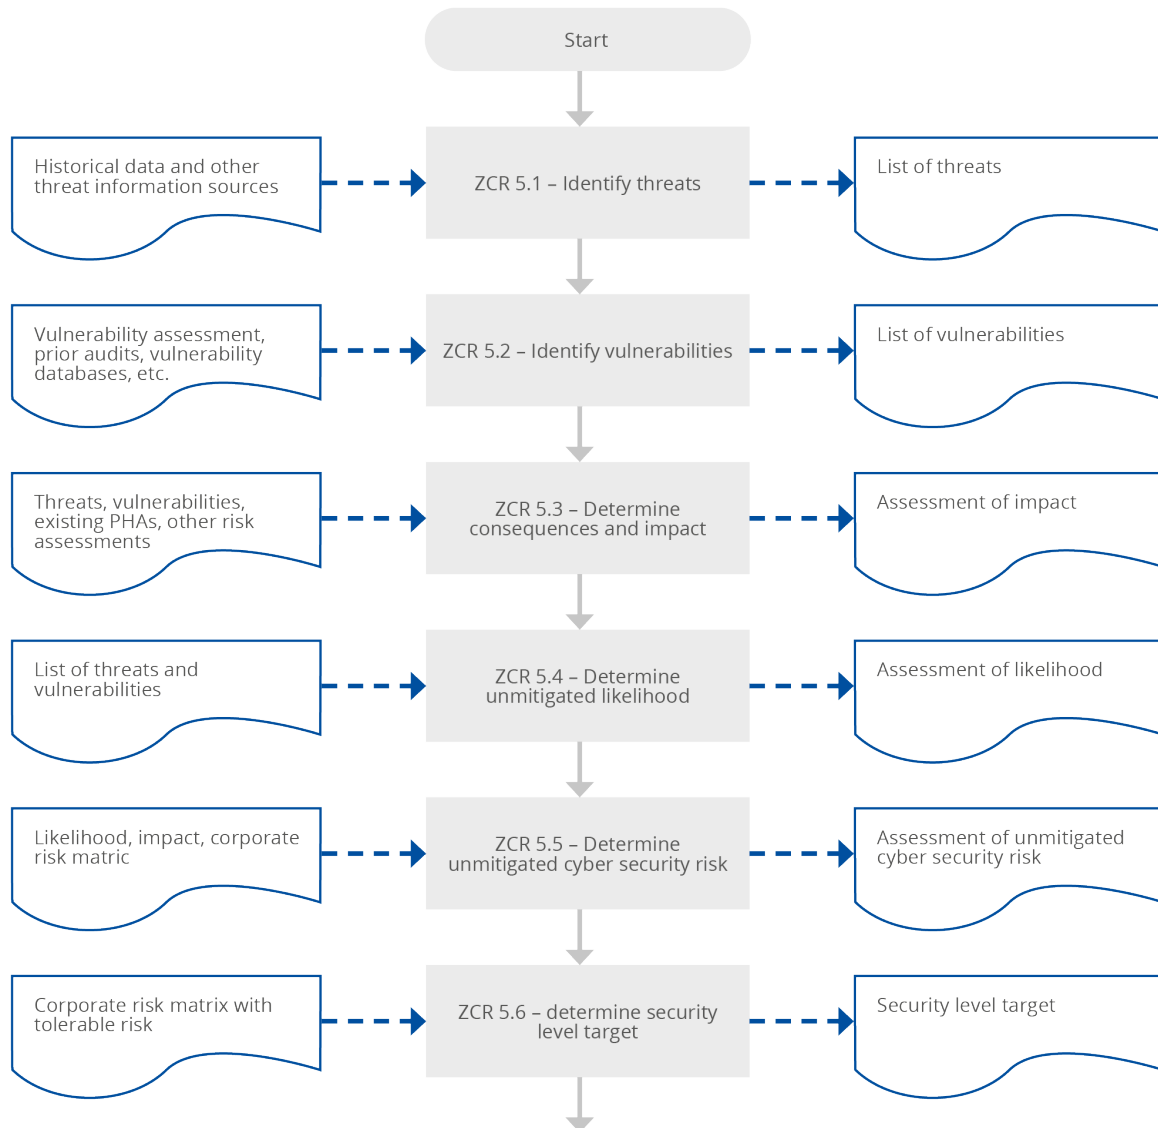 Start
Historical data and other
threat information sources
ZCR 5.1 – Identify threats
List of threats
Vulnerability assessment,
prior audits, vulnerability
databases, etc.
ZCR 5.2 – Identify vulnerabilities
List of vulnerabilities
Threats, vulnerabilities,
existing PHAs, other risk
assessments
ZCR 5.3 – Determine
consequences and impact
Assessment of impact
List of threats and
vulnerabilities
ZCR 5.4 – Determine
unmitigated likelihood
Assessment of likelihood
Likelihood, impact, corporate
risk matric
ZCR 5.5 – Determine
unmitigated cyber security risk
Assessment of unmitigated
cyber security risk
Corporate risk matrix with
tolerable risk
ZCR 5.6 – determine security
level target
Security level target